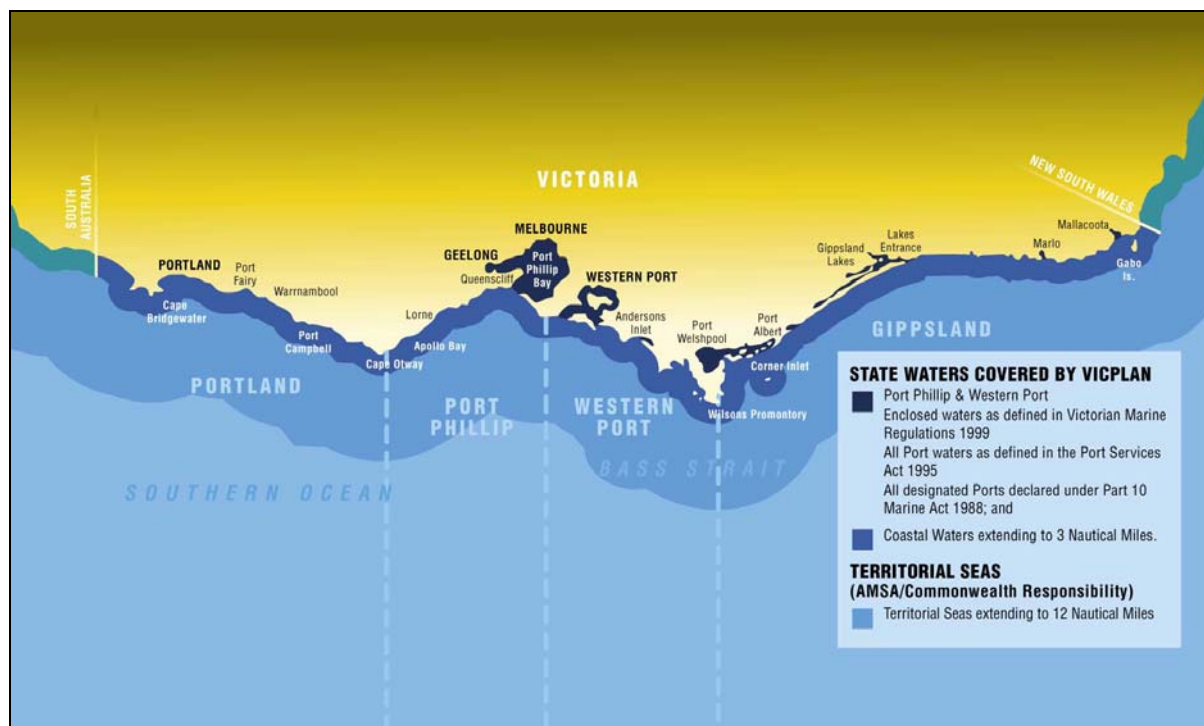 VICTORIA
SOUTH
AUSTRALIA
NEW SOUTH WALES
MELBOURNE
GEELONG
Port
Phillip
Bay
Queenscliff
WESTERN PORT
PORTLAND
Port
Fairy
Warrnambool
Cape
Bridgewater
Port
Campbell
Cape Otway
Lorne
Apollo Bay
Andersons
Inlet
Port
Welshpool
Port
Albert
Corner Inlet
Wilsons Promontory
Gippsland
Lakes
Lakes
Entrance
Marlo
Mallacoota
Gabo
Is.
PORTLAND
PORT
PHILLIP
WESTERN
PORT
GIPPSLAND
BASS STRAIT
SOUTHERN OCEAN
STATE WATERS COVERED BY VICPLAN
Port Phillip & Western Port
Enclosed waters as defined in Victorian Marine
Regulations 1999
All Port waters as defined in the Port Services
Act 1995
All designated Ports declared under Part 10
Marine Act 1988; and
Coastal Waters extending to 3 Nautical Miles.
TERRITORIAL SEAS
(AMSA/Commonwealth Responsibility)
Territorial Seas extending to 12 Nautical Miles